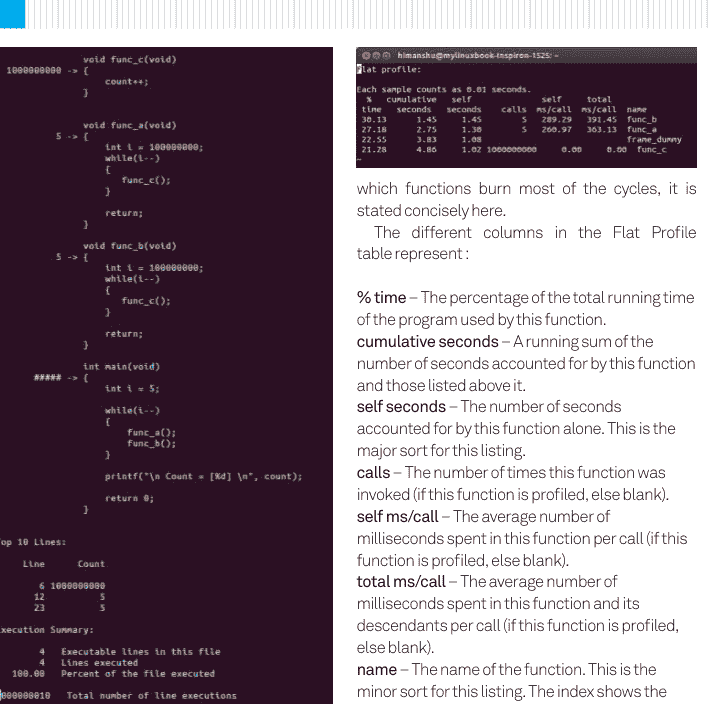 void func_c(void)
1000000000 -> {
count++;
}
void func_a(void)
5 -> {
int i = 100000000;
while(i--)
{
func_c();
}
return;
}
void func_b(void)
5 -> {
int i = 100000000;
while(i--)
{
func_c();
}
return;
}
int main(void)
##### -> {
int i = 5;
while(i--)
{
func_a();
func_b();
}
printf("\n Count = [%d] \n", count);
return 0;
}
op 10 Lines:
Line Count
6 1000000000
12 5
23 5
xecution Summary:
4 Executable lines in this file
4 Lines executed
100.00 Percent of the file executed
000000010 Total number of line executions
himanshu@mylinuxbook-Inspiron-1525: ~
Flat profile:
Each sample counts as 0.01 seconds.
% cumulative self self total
time seconds seconds calls ms/call ms/call name
30.13 1.45 1.45 5 289.29 391.45 func_b
27.18 2.75 1.30 5 260.97 363.13 func_a
22.55 3.83 1.08 frame_dummy
21.28 4.86 1.02 1000000000 0.00 0.00 func_c
~
which functions burn most of the cycles, it is
stated concisely here.
The different columns in the Flat Profile
table represent :
% time – The percentage of the total running time
of the program used by this function.
cumulative seconds – A running sum of the
number of seconds accounted for by this function
and those listed above it.
self seconds – The number of seconds
accounted for by this function alone. This is the
major sort for this listing.
calls – The number of times this function was
invoked (if this function is profiled, else blank).
self ms/call – The average number of
milliseconds spent in this function per call (if this
function is profiled, else blank).
total ms/call – The average number of
milliseconds spent in this function and its
descendants per call (if this function is profiled,
else blank).
name – The name of the function. This is the
minor sort for this listing. The index shows the